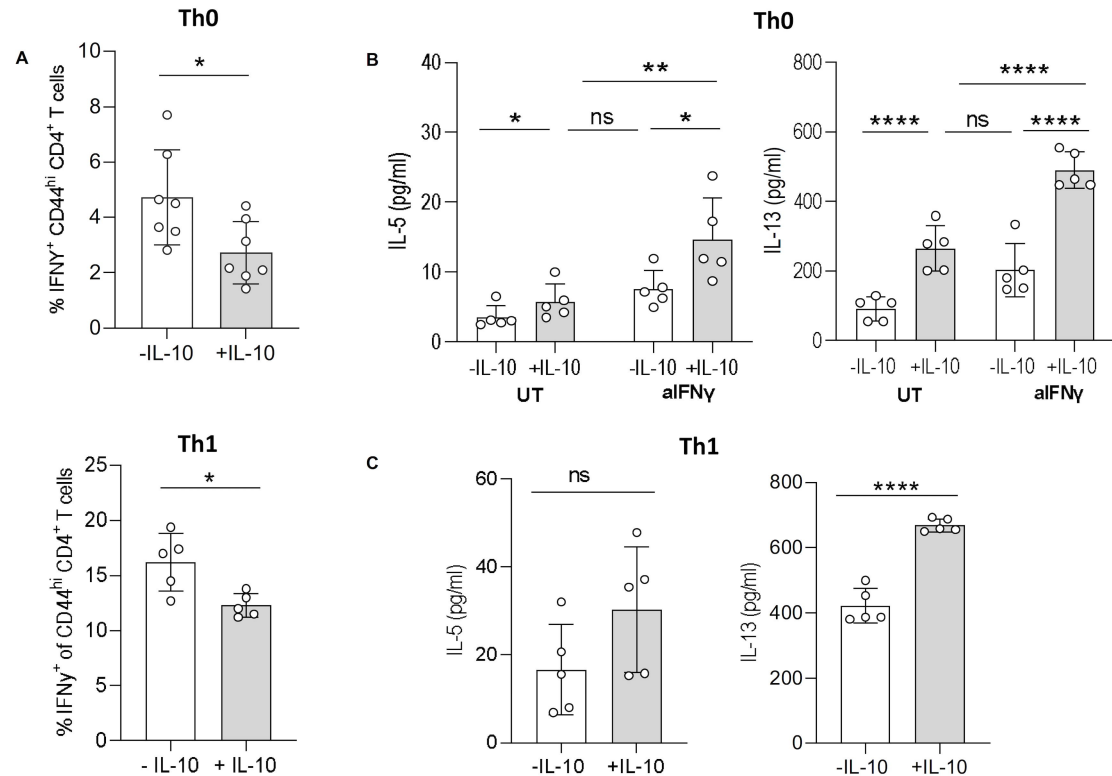 Th0
A
% IFNγ⁺ CD44ʰⁱ CD4⁺ T cells
10
8
6
4
2
0
*
-IL-10 +IL-10
Th0
B
IL-5 (pg/ml)
40
30
20
10
0
*
ns
*
**
-IL-10 +IL-10 -IL-10 +IL-10
UT aIFNγ
IL-13 (pg/ml)
800
600
400
200
0
****
ns
****
****
-IL-10 +IL-10 -IL-10 +IL-10
UT aIFNγ
Th1
% IFNγ⁺ of CD44ʰⁱ CD4⁺ T cells
25
20
15
10
5
0
*
- IL-10 + IL-10
C
Th1
IL-5 (pg/ml)
60
40
20
0
ns
-IL-10 +IL-10
IL-13 (pg/ml)
800
600
400
200
0
****
-IL-10 +IL-10